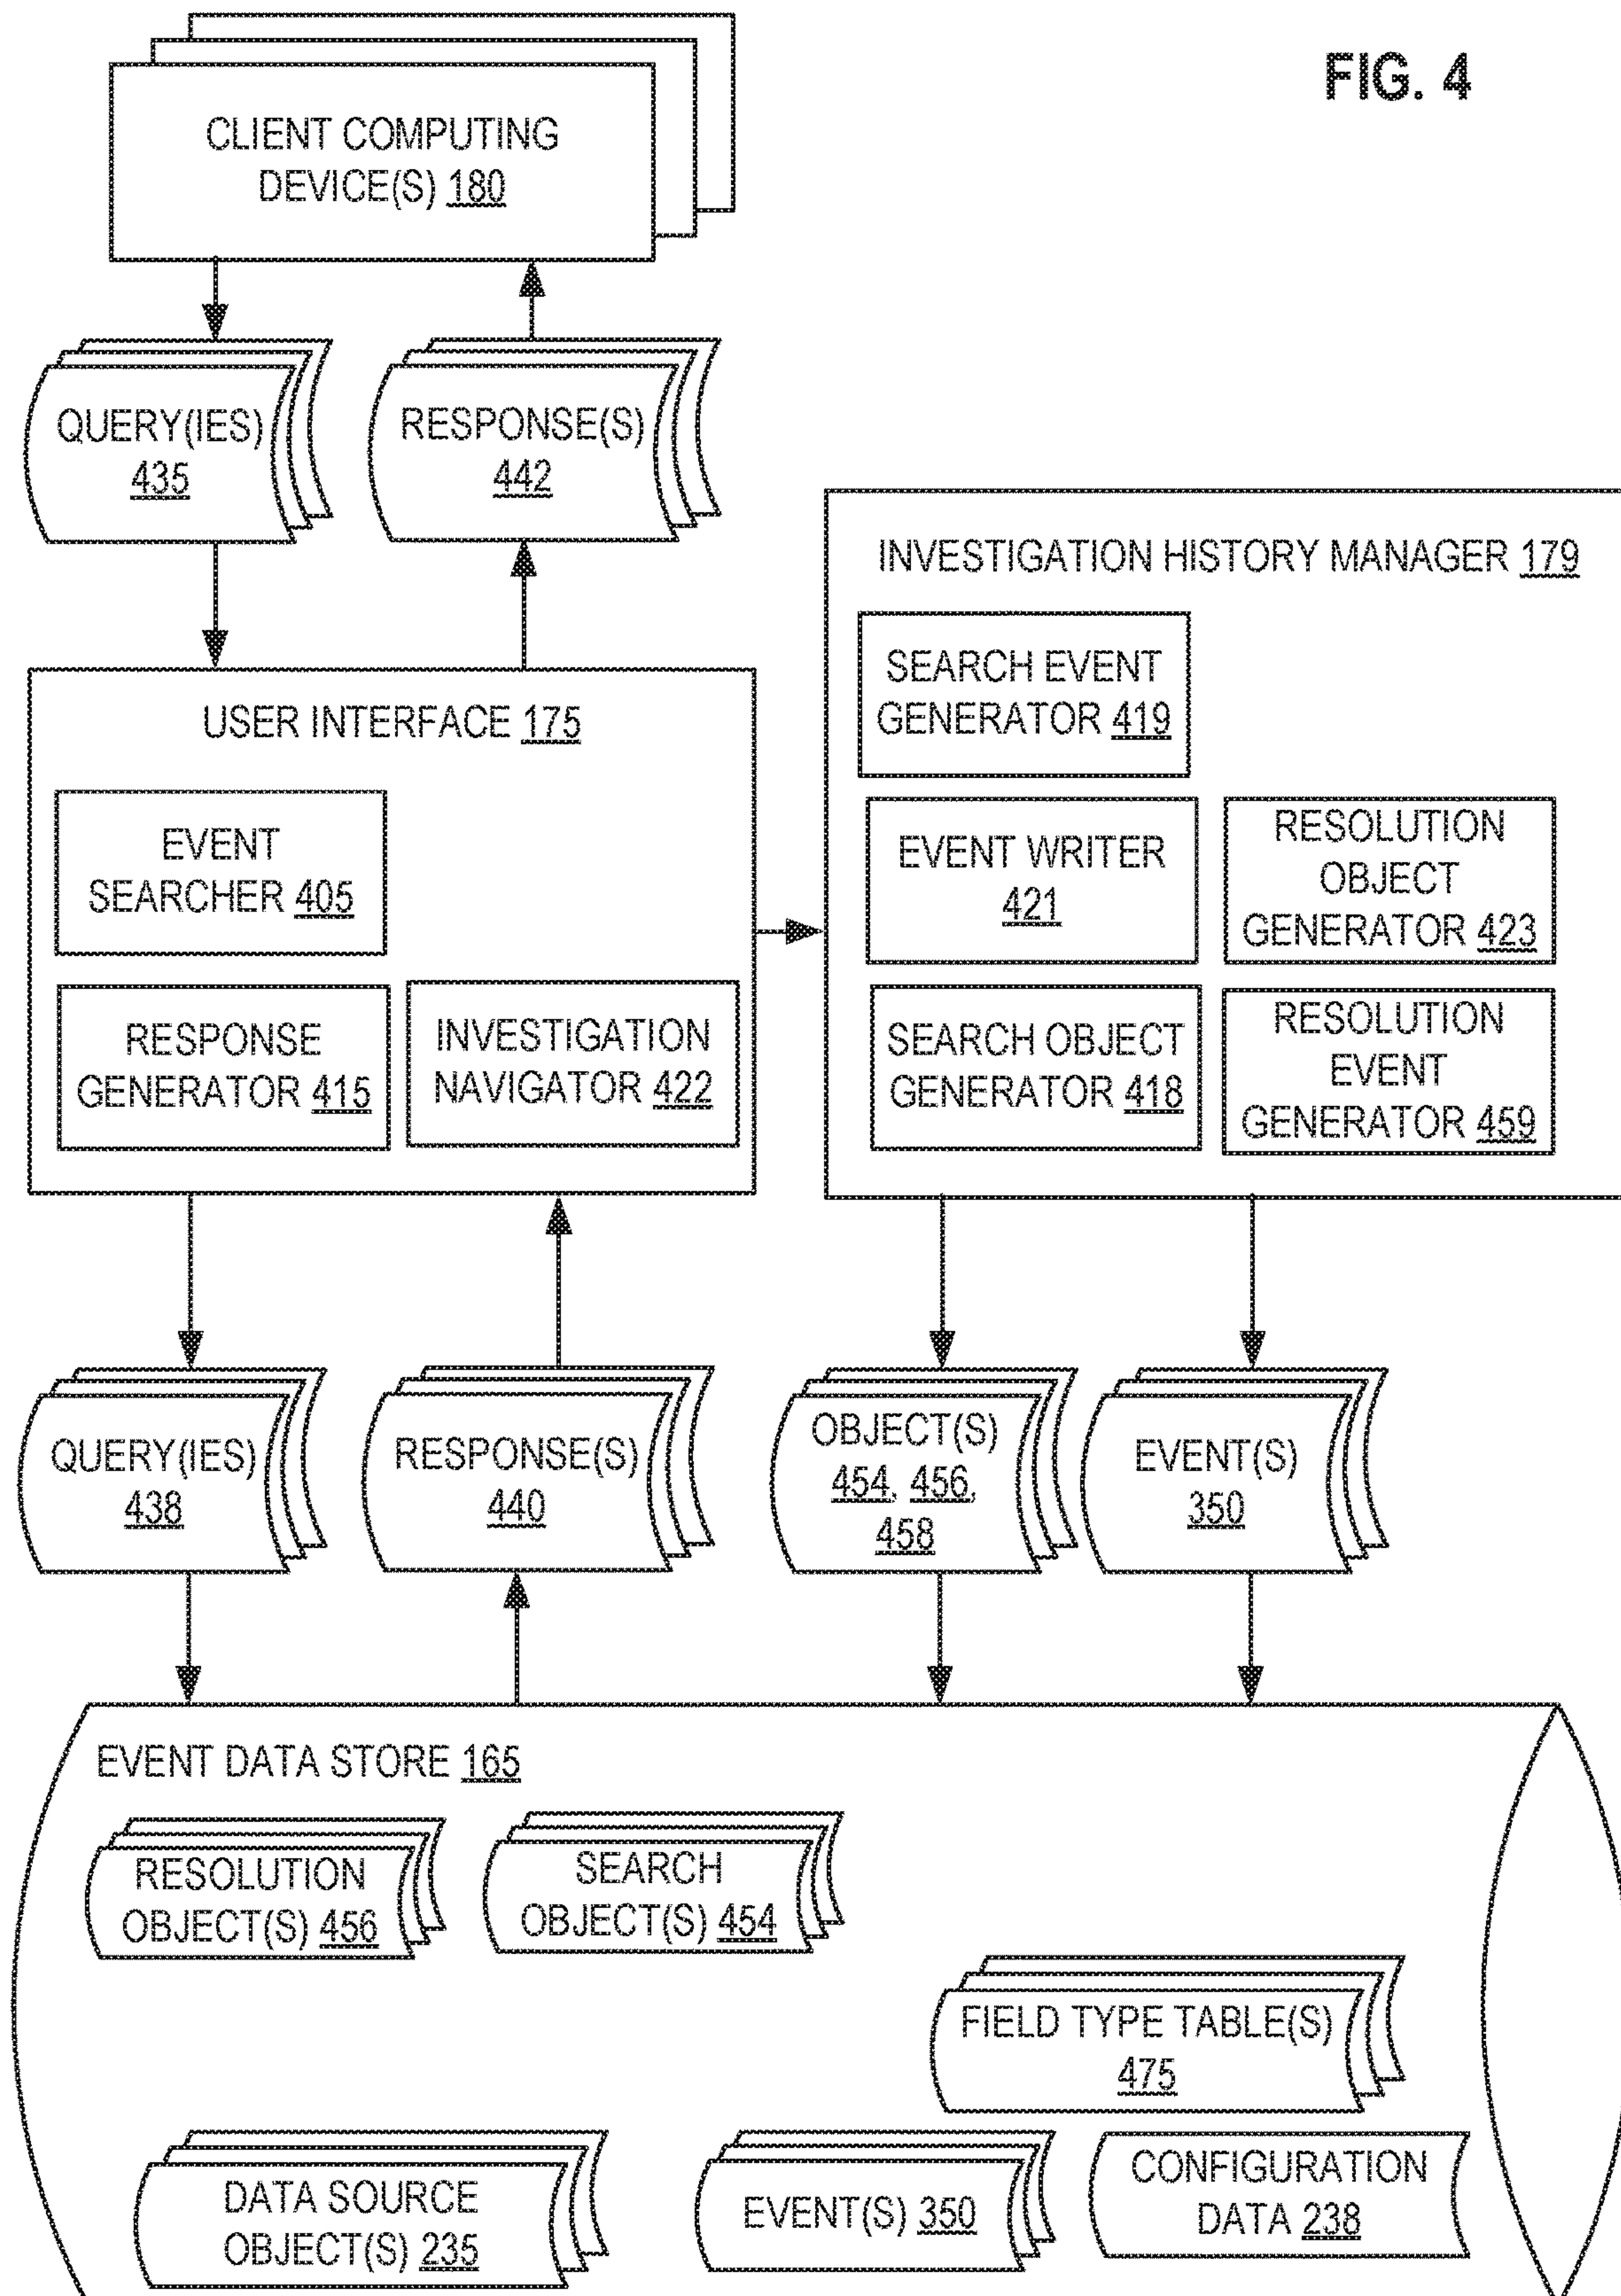 FIG. 4
CLIENT COMPUTING
DEVICE(S) 180
QUERY(IES)
435
RESPONSE(S)
442
USER INTERFACE 175
EVENT
SEARCHER 405
RESPONSE
GENERATOR 415
INVESTIGATION
NAVIGATOR 422
INVESTIGATION HISTORY MANAGER 179
SEARCH EVENT
GENERATOR 419
EVENT WRITER
421
RESOLUTION
OBJECT
GENERATOR 423
SEARCH OBJECT
GENERATOR 418
RESOLUTION
EVENT
GENERATOR 459
QUERY(IES)
438
RESPONSE(S)
440
OBJECT(S)
454, 456,
458
EVENT(S)
350
EVENT DATA STORE 165
RESOLUTION
OBJECT(S) 456
SEARCH
OBJECT(S) 454
FIELD TYPE TABLE(S)
475
DATA SOURCE
OBJECT(S) 235
EVENT(S) 350
CONFIGURATION
DATA 238